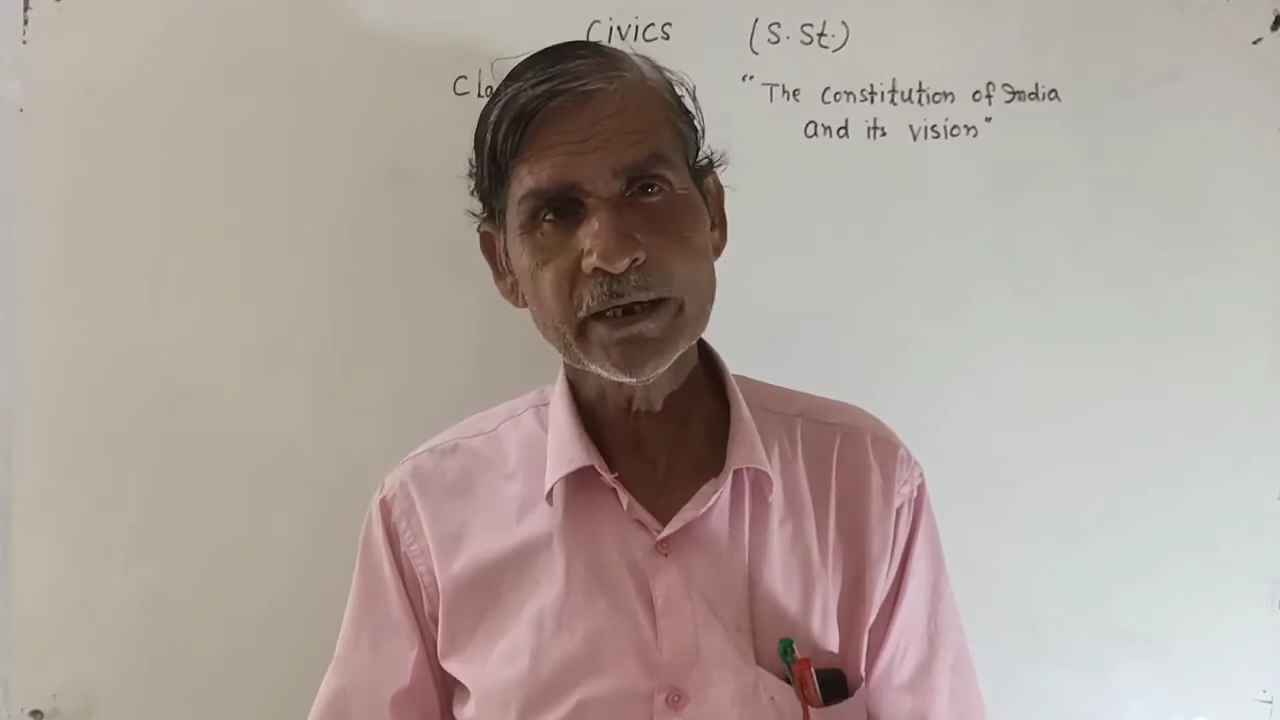 Civics (S. St.)
"The constitution of India
and its vision"